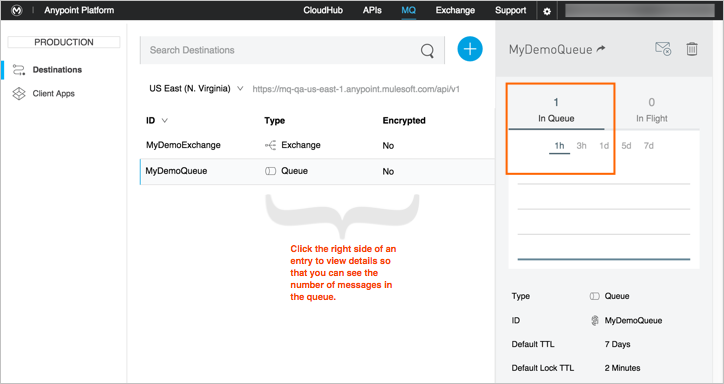 Anypoint Platform
CloudHub APIs MQ Exchange Support
PRODUCTION
Destinations
Client Apps
Search Destinations
US East (N. Virginia) https://mq-qa-us-east-1.anypoint.mulesoft.com/api/v1
ID Type Encrypted
MyDemoExchange Exchange No
MyDemoQueue Queue No
Click the right side of an
entry to view details so
that you can see the
number of messages in
the queue.
MyDemoQueue
1 0
In Queue In Flight
1h 3h 1d 5d 7d
Type Queue
ID MyDemoQueue
Default TTL 7 Days
Default Lock TTL 2 Minutes